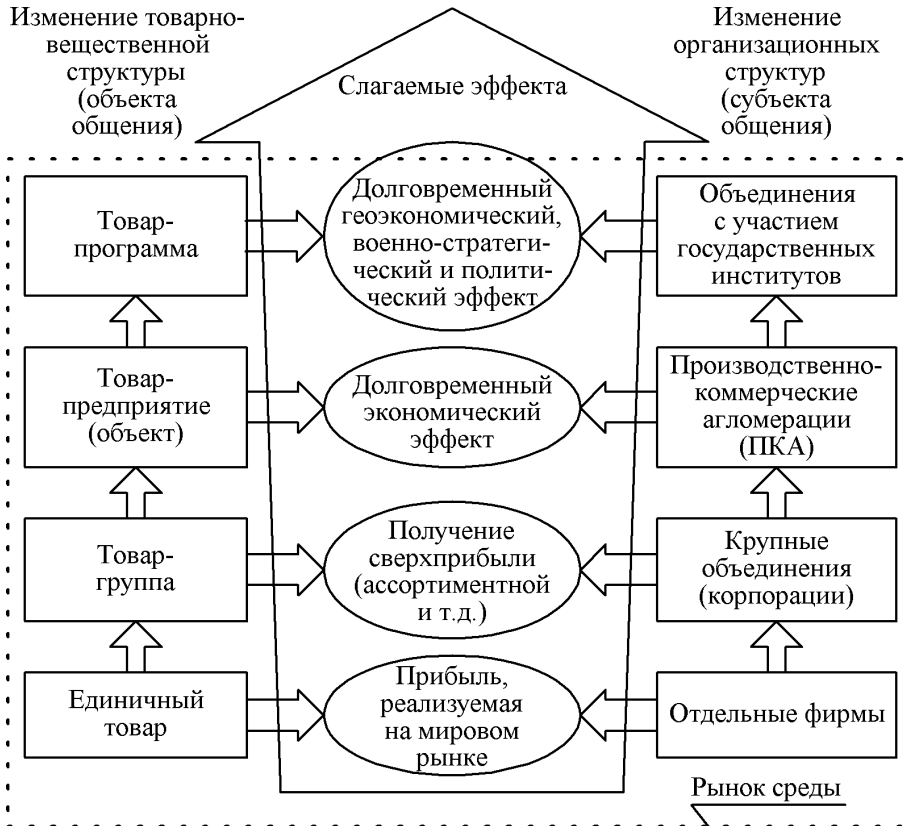 Изменение товарно-
вещественной
структуры
(объекта
общения)
Слагаемые эффекта
Изменение
организационных
структур
(субъекта
общения)
Товар-
программа
Долговременный
геоэкономический,
военно-стратеги-
ческий и полити-
ческий эффект
Объединения
с участием
государственных
институтов
Товар-
предприятие
(объект)
Долговременный
экономический
эффект
Производственно-
коммерческие
агломерации
(ПКА)
Товар-
группа
Получение
сверхприбыли
(ассортиментной
и т.д.)
Крупные
объединения
(корпорации)
Единичный
товар
Прибыль,
реализуемая
на мировом
рынке
Отдельные фирмы
Рынок среды